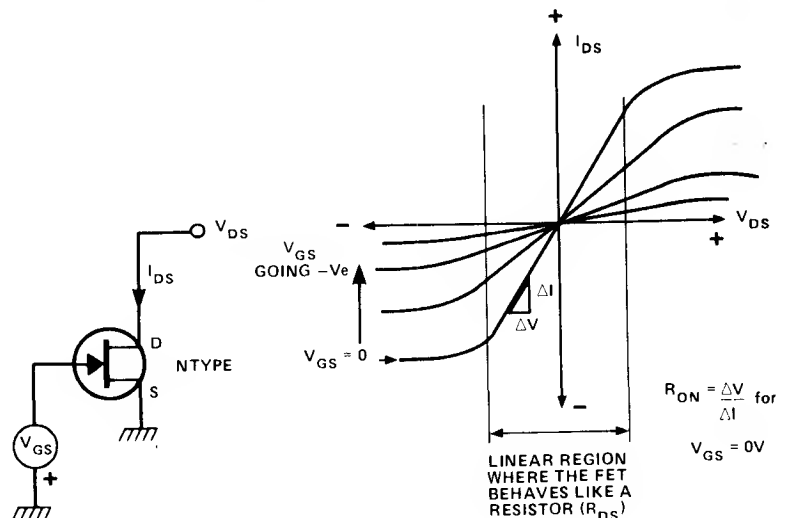 +
I_DS
V_DS
I_DS
D
NTYPE
S
V_GS
+
-
V_DS
+
V_GS
GOING -Ve
V_GS = 0
ΔI
ΔV
-
R_ON = ΔV/ΔI for
V_GS = 0V
LINEAR REGION
WHERE THE FET
BEHAVES LIKE A
RESISTOR (R_DS)